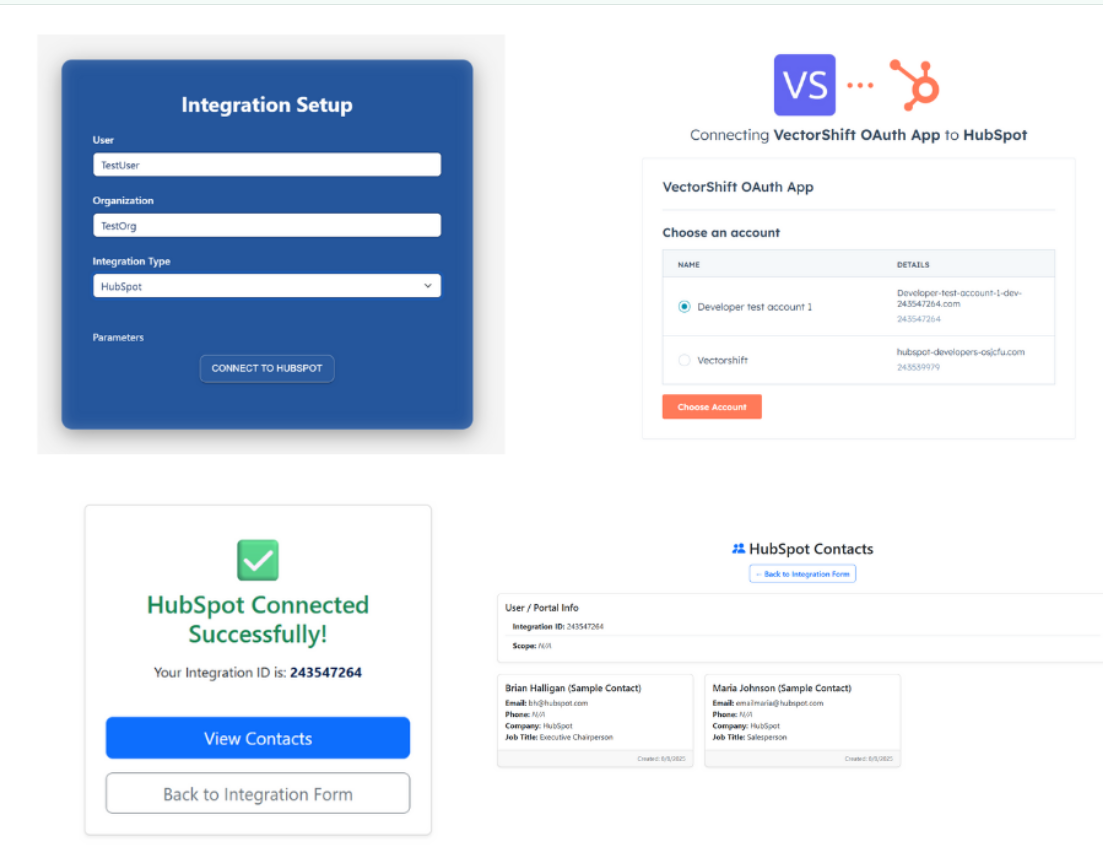 Integration Setup
User
TestUser
Organization
TestOrg
Integration Type
HubSpot
Parameters
CONNECT TO HUBSPOT
VS
Connecting VectorShift OAuth App to HubSpot
VectorShift OAuth App
Choose an account
NAME DETAILS
Developer test account 1
Developer-test-account-1-dev-
243547264.com
243547264
Vectorshift
hubspot-developers-osjcfu.com
243539979
Choose Account
HubSpot Connected
Successfully!
Your Integration ID is: 243547264
View Contacts
Back to Integration Form
HubSpot Contacts
← Back to Integration Form
User / Portal Info
Integration ID: 243547264
Scope: N/A
Brian Halligan (Sample Contact)
Email: bh@hubspot.com
Phone: N/A
Company: HubSpot
Job Title: Executive Chairperson
Created: 8/8/2025
Maria Johnson (Sample Contact)
Email: emailmaria@hubspot.com
Phone: N/A
Company: HubSpot
Job Title: Salesperson
Created: 8/8/2025